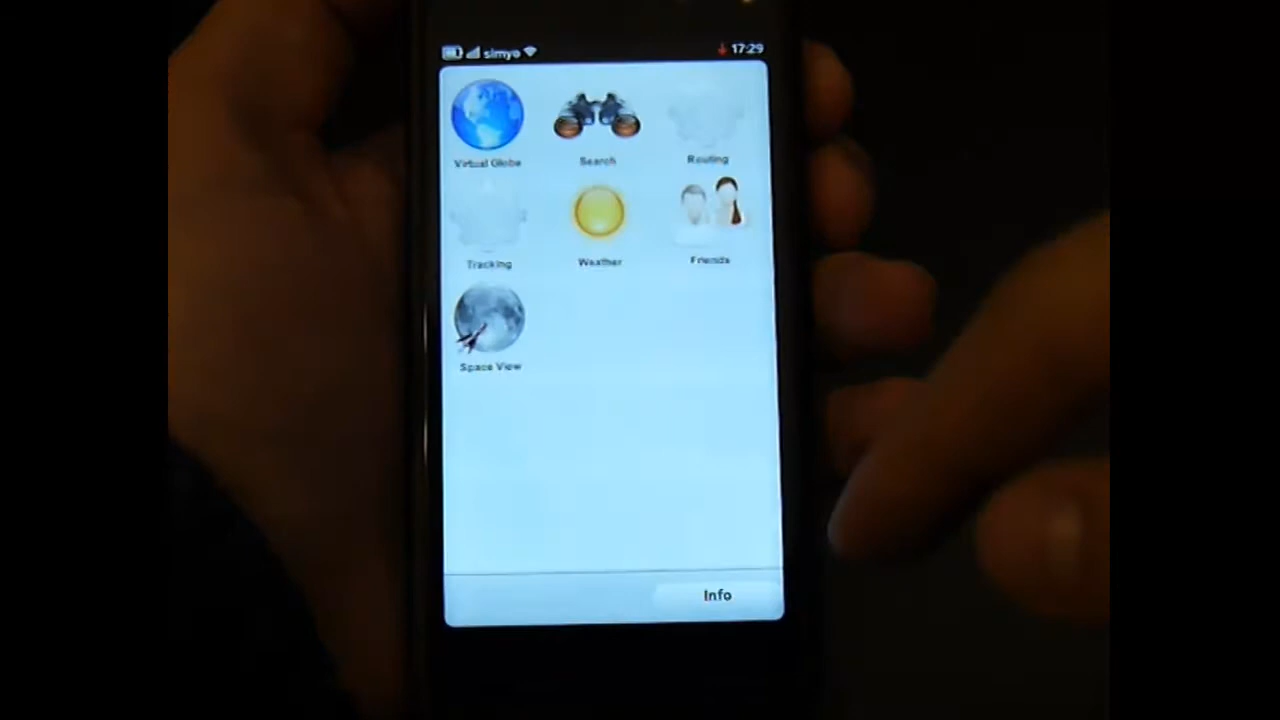 simyo 17:29
Virtual Globe Search Routing
Tracking Weather Friends
Space View
Info